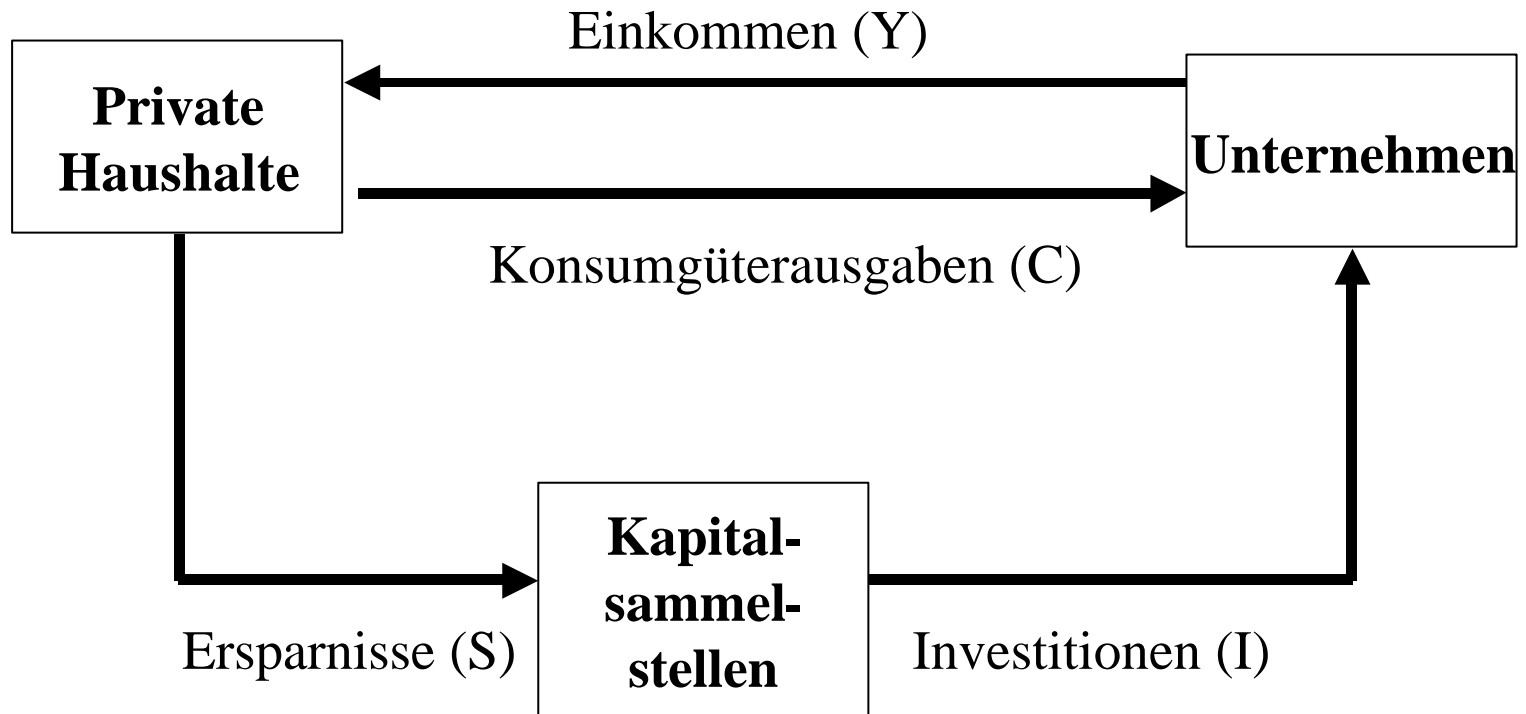 Einkommen (Y)
Private
Haushalte
Unternehmen
Konsumgüterausgaben (C)
Kapital-
sammel-
stellen
Ersparnisse (S)
Investitionen (I)